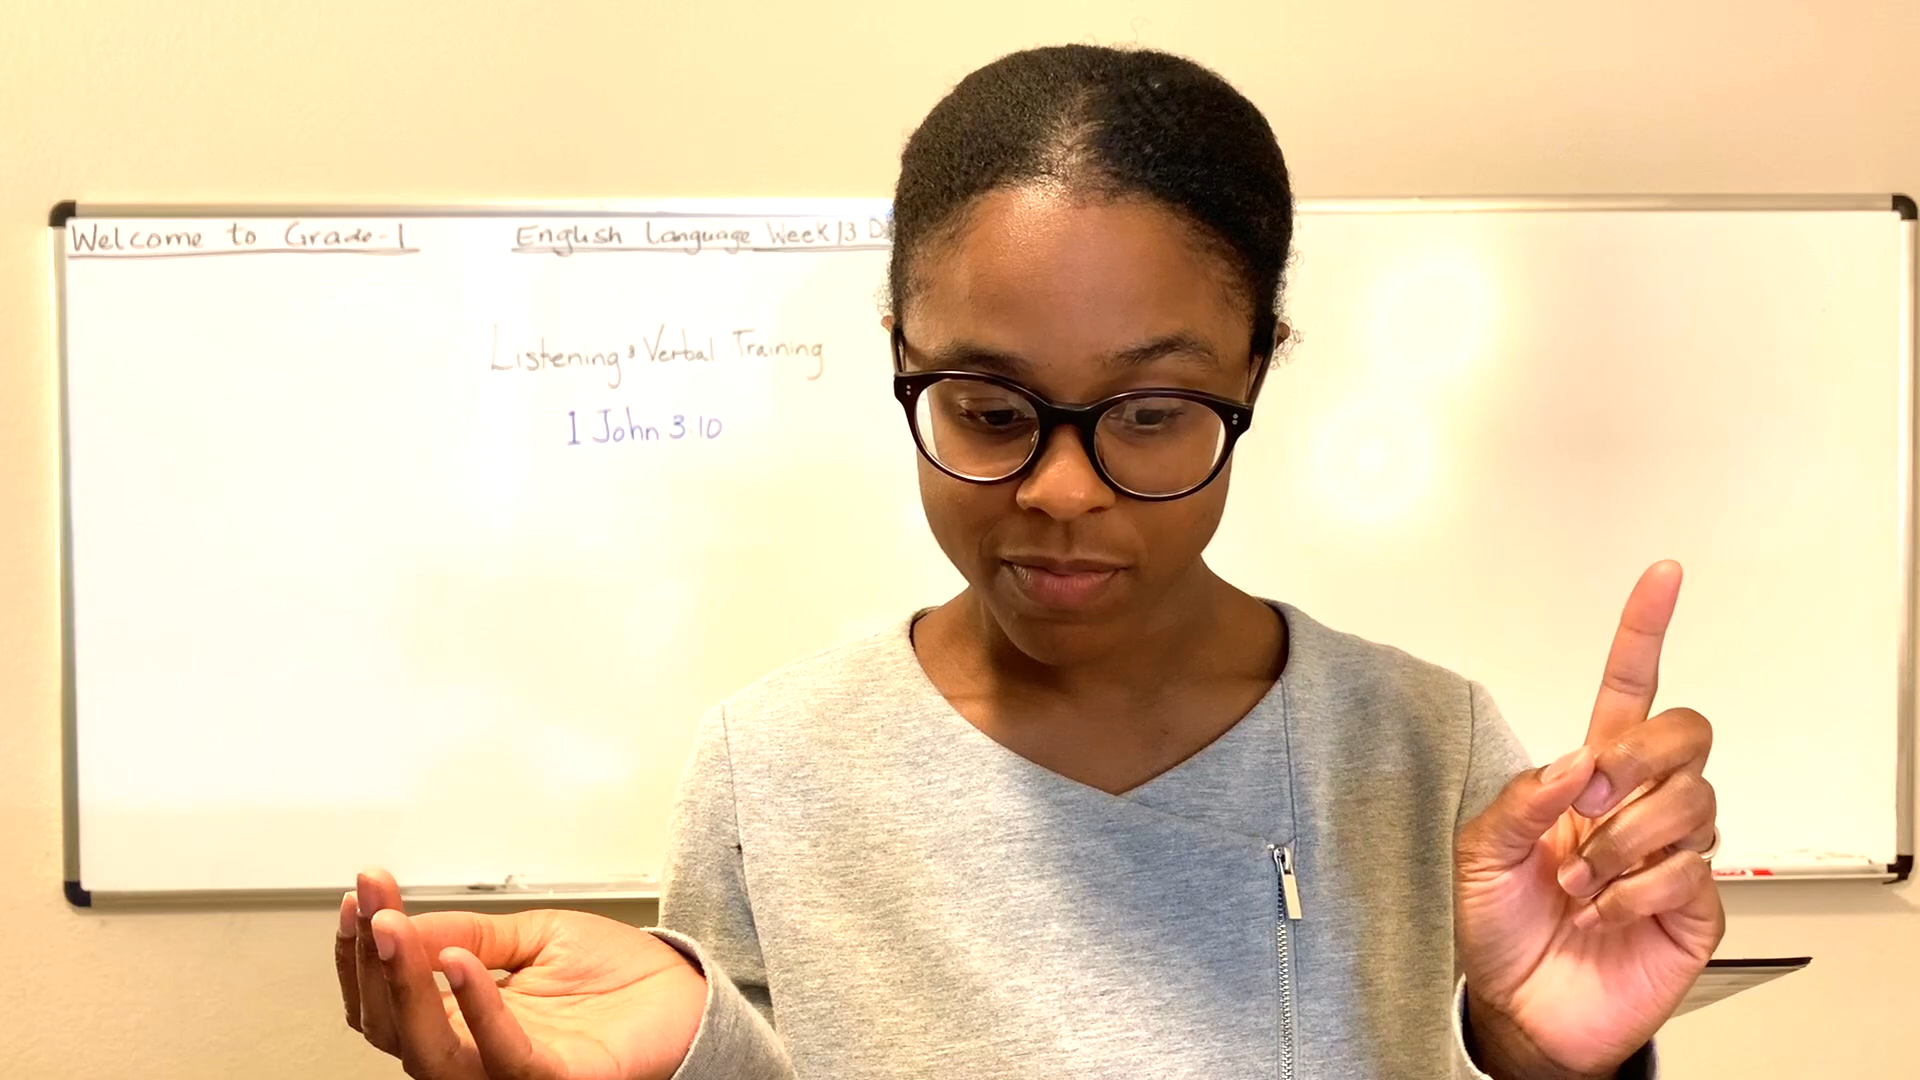 Welcome to Grade-1
English Language Week 13
Listening & Verbal Training
1 John 3:10